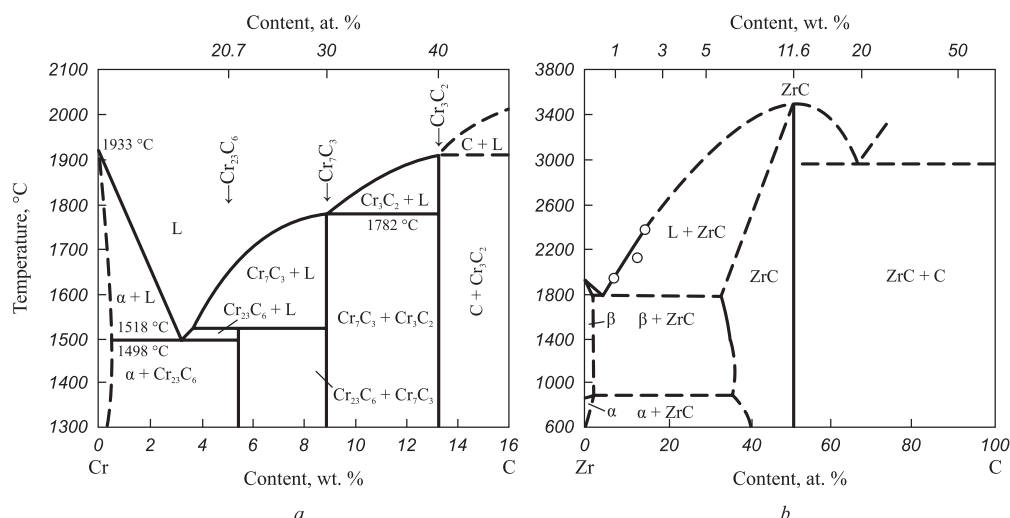 Content, at. %
20.7 30 40
2100
2000
1900
1800
1700
1600
1500
1400
1300
Temperature, °C
1933 °C
Cr₂₃C₆
Cr₇C₃
Cr₃C₂
C + L
L
Cr₃C₂ + L
1782 °C
Cr₇C₃ + L
α + L
Cr₂₃C₆ + L
1518 °C
1498 °C
α + Cr₂₃C₆
Cr₇C₃ + Cr₃C₂
C + Cr₃C₂
Cr₂₃C₆ + Cr₇C₃
0 2 4 6 8 10 12 14 16
Cr C
Content, wt. %
a
Content, wt. %
1 3 5 11.6 20 50
3800
3400
3000
2600
2200
1800
1400
1000
600
ZrC
L + ZrC
ZrC
ZrC + C
β β + ZrC
α α + ZrC
0 20 40 60 80 100
Zr C
Content, at. %
b